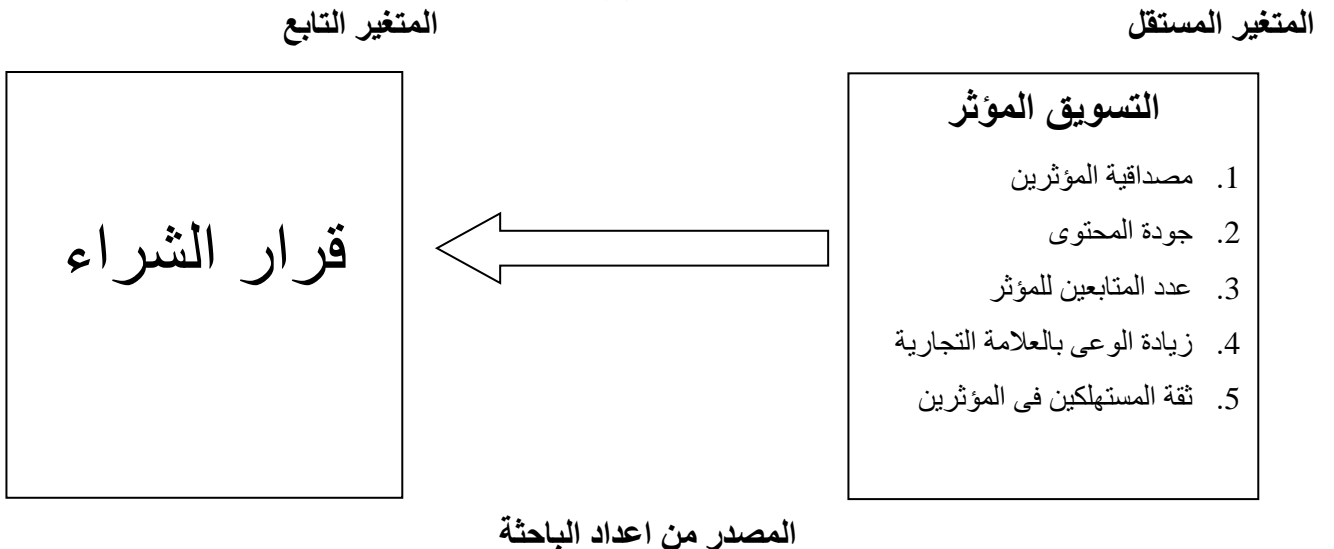 المتغير المستقل
المتغير التابع
التسويق المؤثر
1. مصداقية المؤثرين
2. جودة المحتوى
3. عدد المتابعين للمؤثر
4. زيادة الوعى بالعلامة التجارية
5. ثقة المستهلكين فى المؤثرين
قرار الشراء
المصدر من اعداد الباحثة